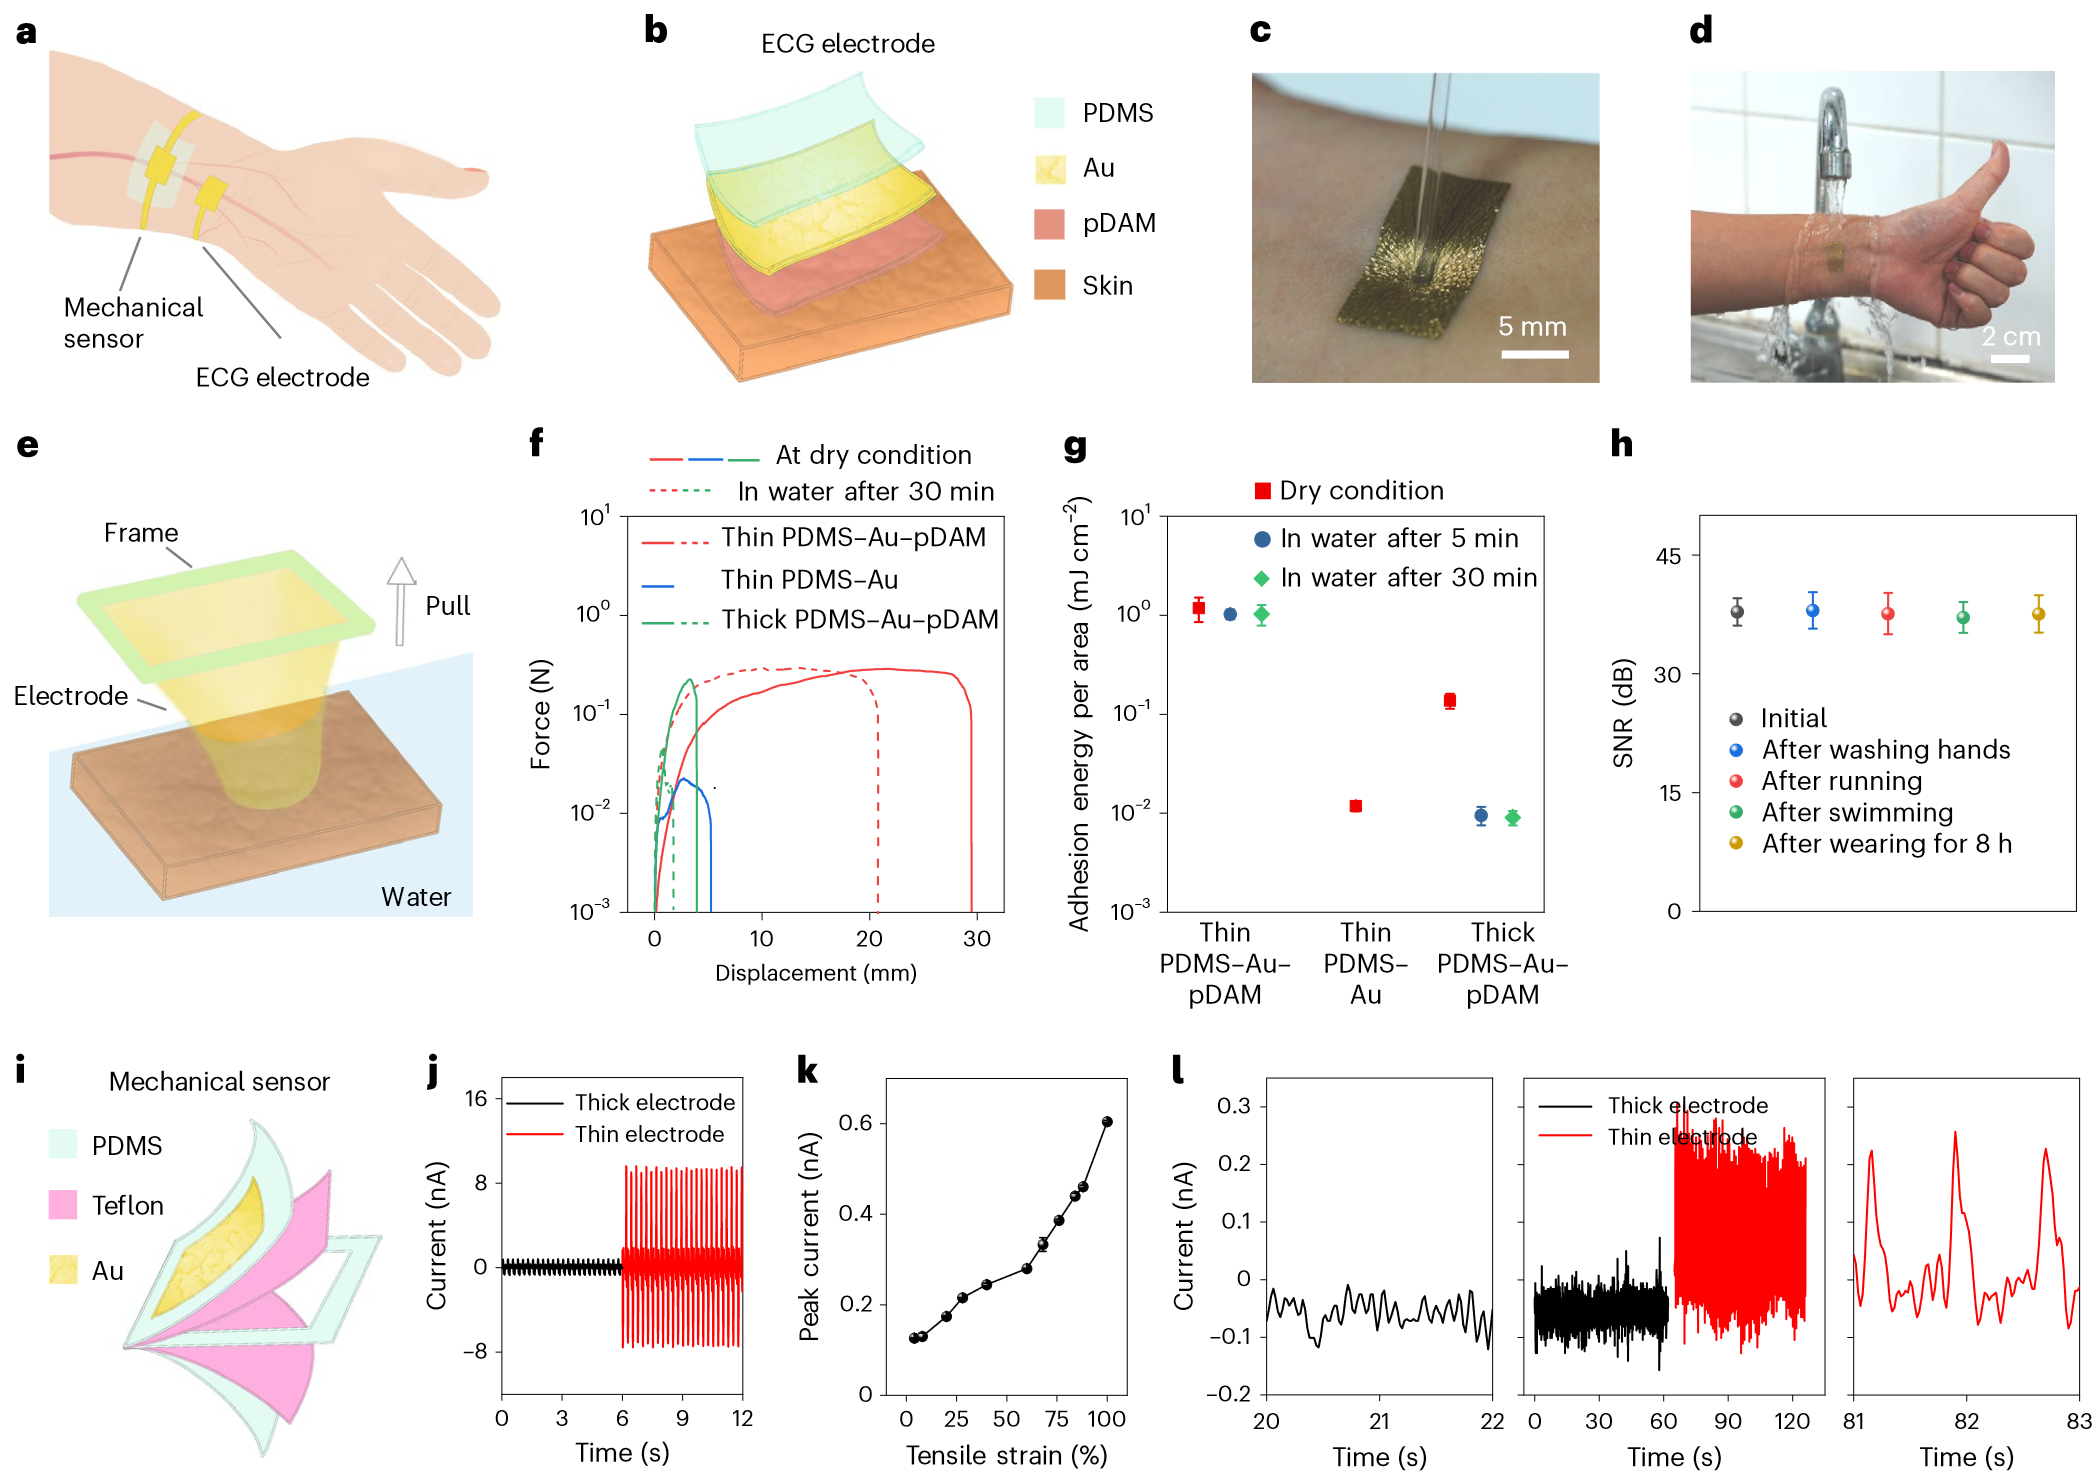 a
Mechanical
sensor
ECG electrode
b
ECG electrode
PDMS
Au
pDAM
Skin
c
5 mm
d
2 cm
e
Frame
Pull
Electrode
Water
f
At dry condition
In water after 30 min
Thin PDMS–Au–pDAM
Thin PDMS–Au
Thick PDMS–Au–pDAM
Force (N)
10¹
10⁰
10⁻¹
10⁻²
10⁻³
0 10 20 30
Displacement (mm)
g
Dry condition
In water after 5 min
In water after 30 min
Adhesion energy per area (mJ cm⁻²)
10¹
10⁰
10⁻¹
10⁻²
10⁻³
Thin
PDMS–Au–
pDAM
Thin
PDMS–
Au
Thick
PDMS–Au–
pDAM
h
SNR (dB)
45
30
15
0
Initial
After washing hands
After running
After swimming
After wearing for 8 h
i
Mechanical sensor
PDMS
Teflon
Au
j
Thick electrode
Thin electrode
Current (nA)
16
8
0
–8
0 3 6 9 12
Time (s)
k
Peak current (nA)
0.6
0.4
0.2
0
0 25 50 75 100
Tensile strain (%)
l
Current (nA)
0.3
0.2
0.1
0
–0.1
–0.2
20 21 22
Time (s)
Thick electrode
Thin electrode
0 30 60 90 120
Time (s)
81 82 83
Time (s)